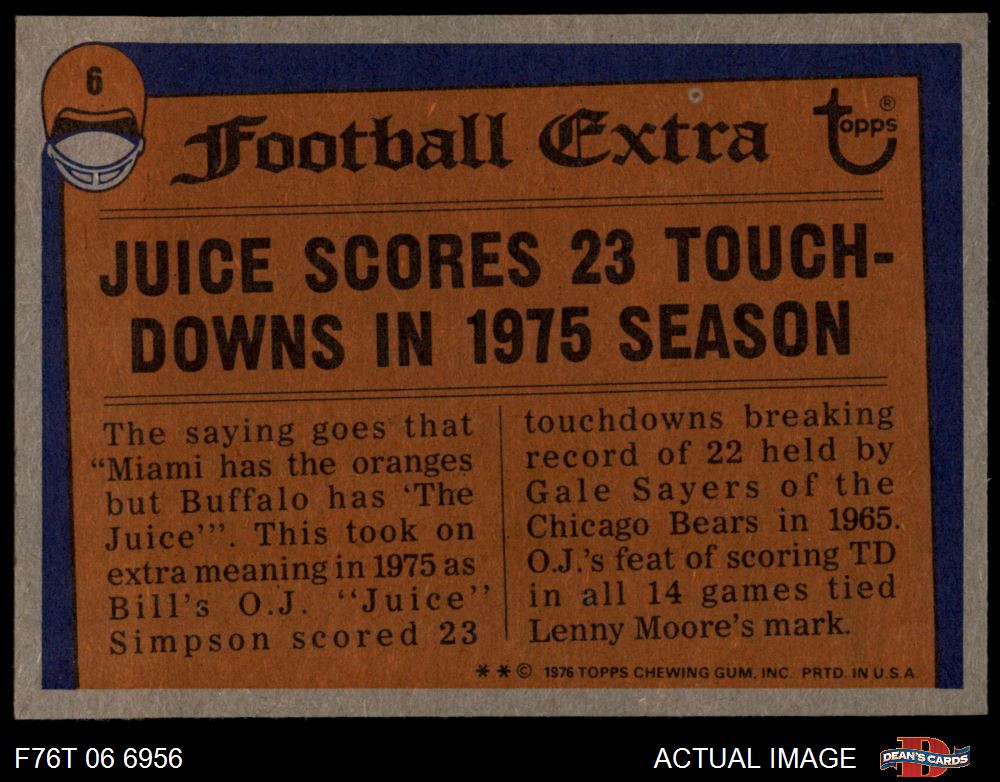 6
Football Extra
Topps®
JUICE SCORES 23 TOUCH-
DOWNS IN 1975 SEASON
The saying goes that
“Miami has the oranges
but Buffalo has ‘The
Juice’”. This took on
extra meaning in 1975 as
Bill's O.J. “Juice”
Simpson scored 23
touchdowns breaking
record of 22 held by
Gale Sayers of the
Chicago Bears in 1965.
O.J.'s feat of scoring TD
in all 14 games tied
Lenny Moore's mark.
** © 1976 TOPPS CHEWING GUM, INC. PRTD. IN U.S.A.
F76T 06 6956
ACTUAL IMAGE
DEAN'S CARDS